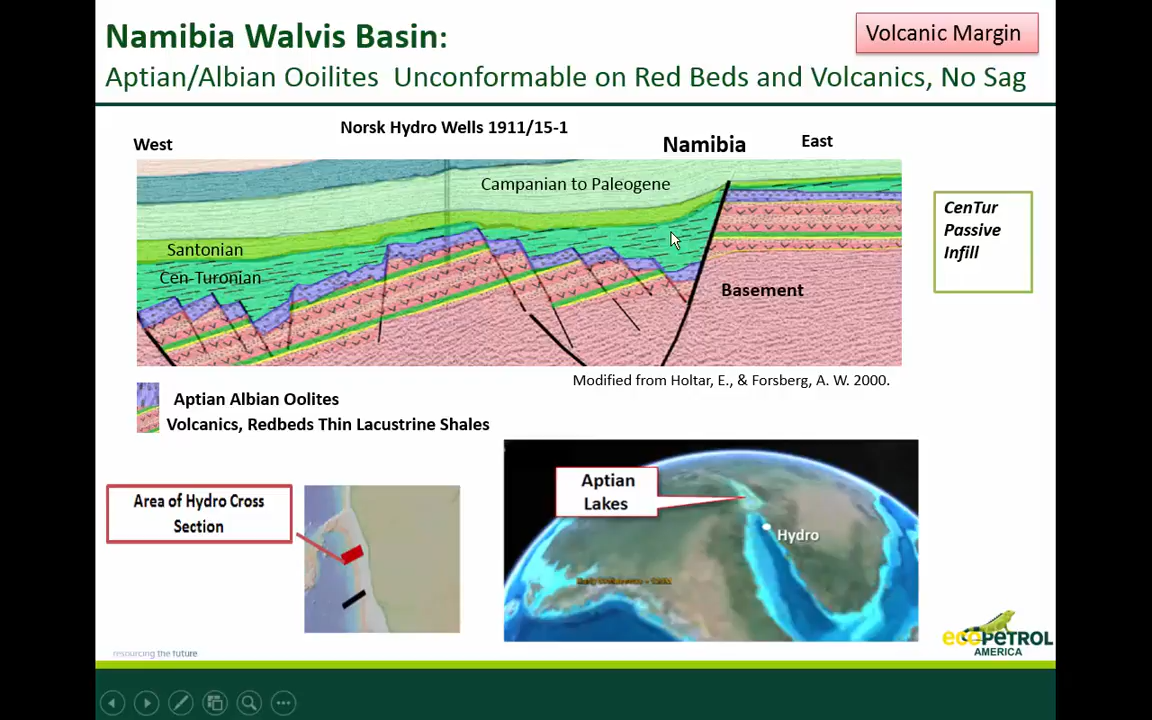 Namibia Walvis Basin:
Volcanic Margin
Aptian/Albian Ooilites Unconformable on Red Beds and Volcanics, No Sag
Norsk Hydro Wells 1911/15-1
West
Namibia
East
Campanian to Paleogene
Santonian
Cen-Turonian
Basement
CenTur
Passive
Infill
Modified from Holtar, E., & Forsberg, A. W. 2000.
Aptian Albian Oolites
Volcanics, Redbeds Thin Lacustrine Shales
Area of Hydro Cross
Section
Aptian
Lakes
Hydro
resourcing the future
ecoPETROL
AMERICA